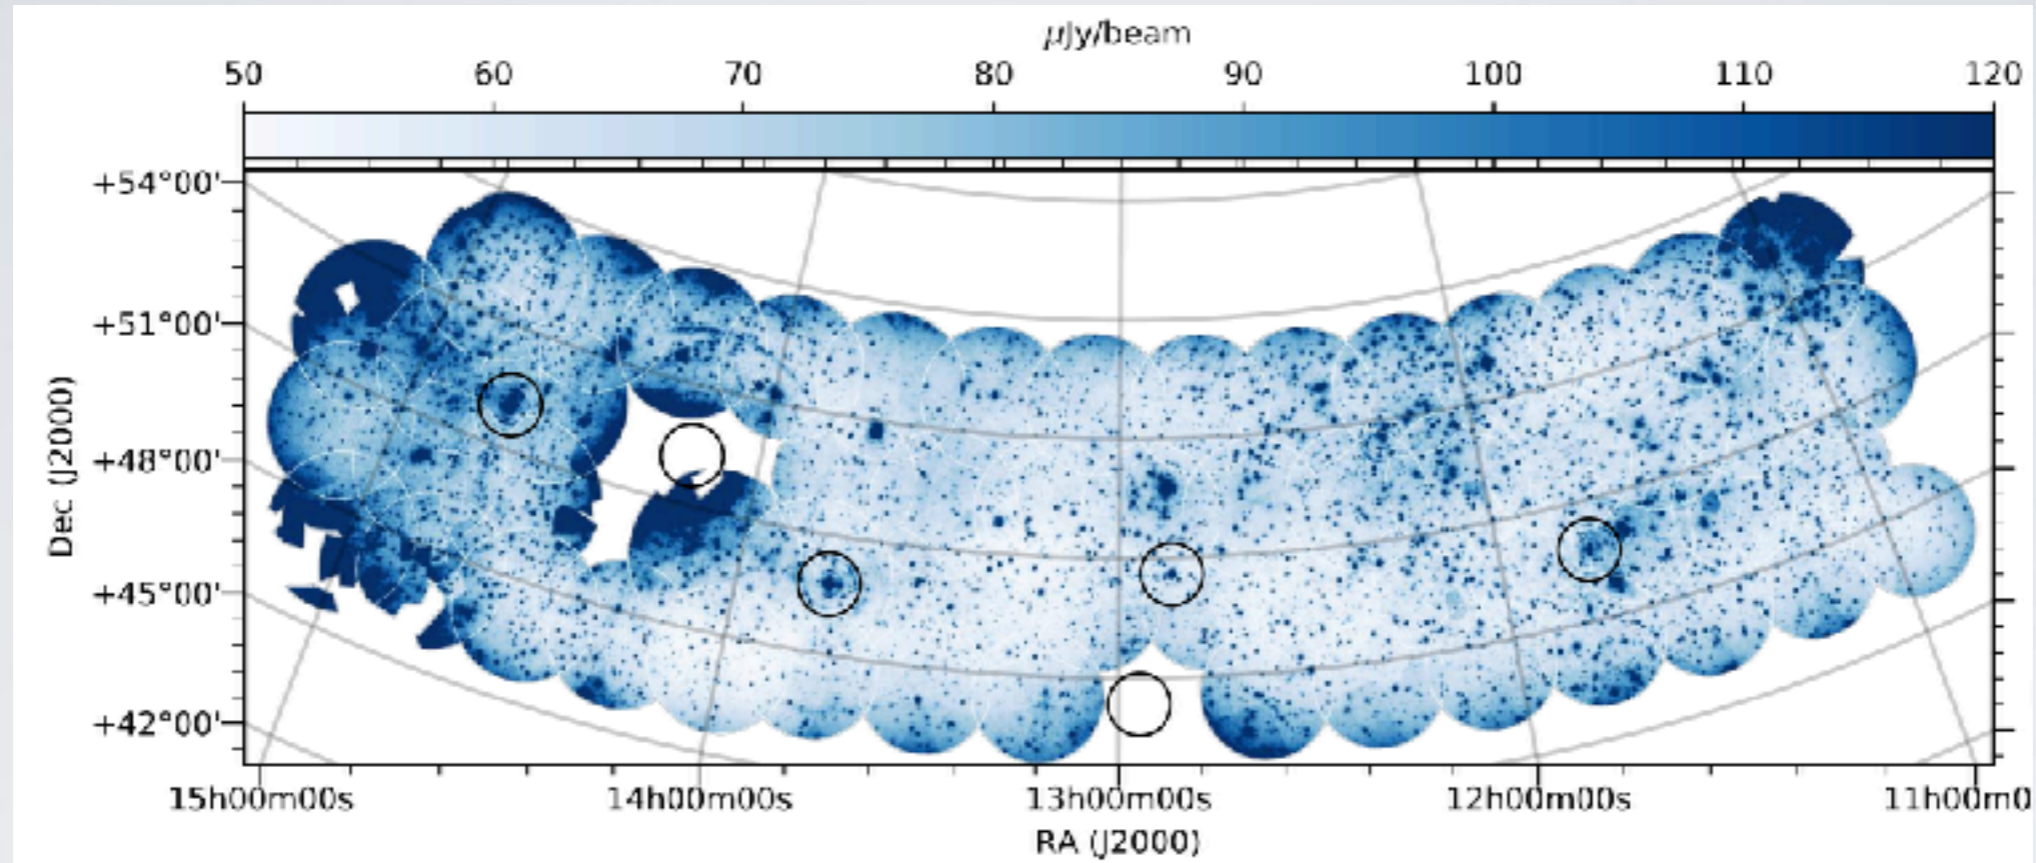 μJy/beam
50 60 70 80 90 100 110 120
+54°00'
+51°00'
+48°00'
+45°00'
+42°00'
Dec. (J2000)
15h00m00s 14h00m00s 13h00m00s 12h00m00s 11h00m0
RA (J2000)